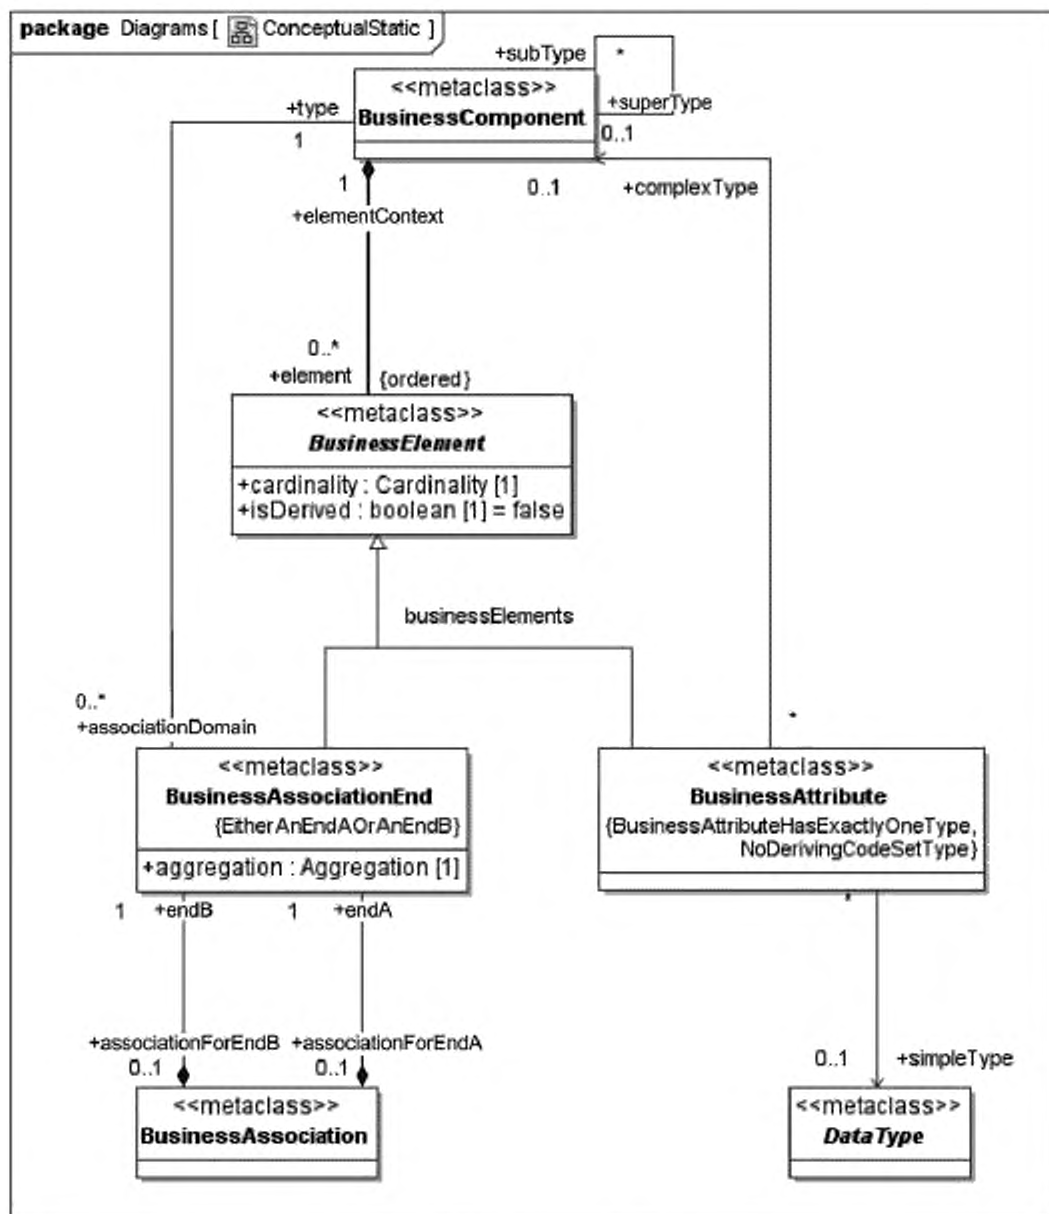 package Diagrams [ ConceptualStatic ]
+subType
*
<<metaclass>>
BusinessComponent
+superType
0..1
+type
1
1
0..1
+complexType
+elementContext
0..*
+element
{ordered}
<<metaclass>>
BusinessElement
+cardinality : Cardinality [1]
+isDerived : boolean [1] = false
businessElements
0..*
+associationDomain
*
<<metaclass>>
BusinessAssociationEnd
{EitherAnEndAOrAnEndB}
+aggregation : Aggregation [1]
<<metaclass>>
BusinessAttribute
{BusinessAttributeHasExactlyOneType,
NoDerivingCodeSetType}
1
+endB
1
+endA
*
+associationForEndB
+associationForEndA
0..1
0..1
0..1
+simpleType
<<metaclass>>
BusinessAssociation
<<metaclass>>
DataType